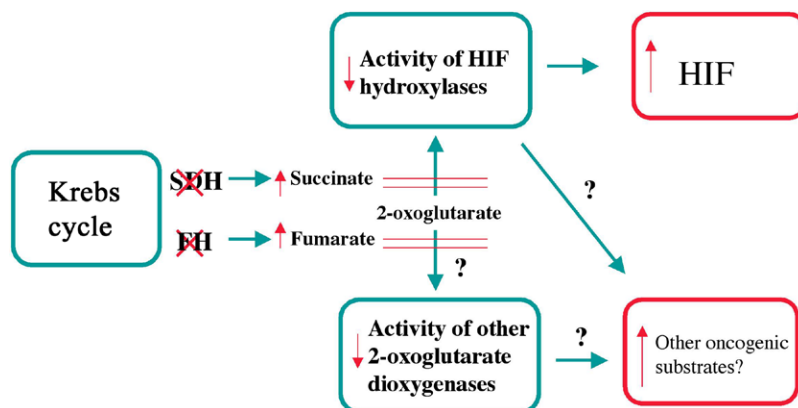 Activity of HIF
hydroxylases
HIF
Krebs
cycle
SDH
Succinate
?
2-oxoglutarate
FH
Fumarate
?
Activity of other
2-oxoglutarate
dioxygenases
?
Other oncogenic
substrates?